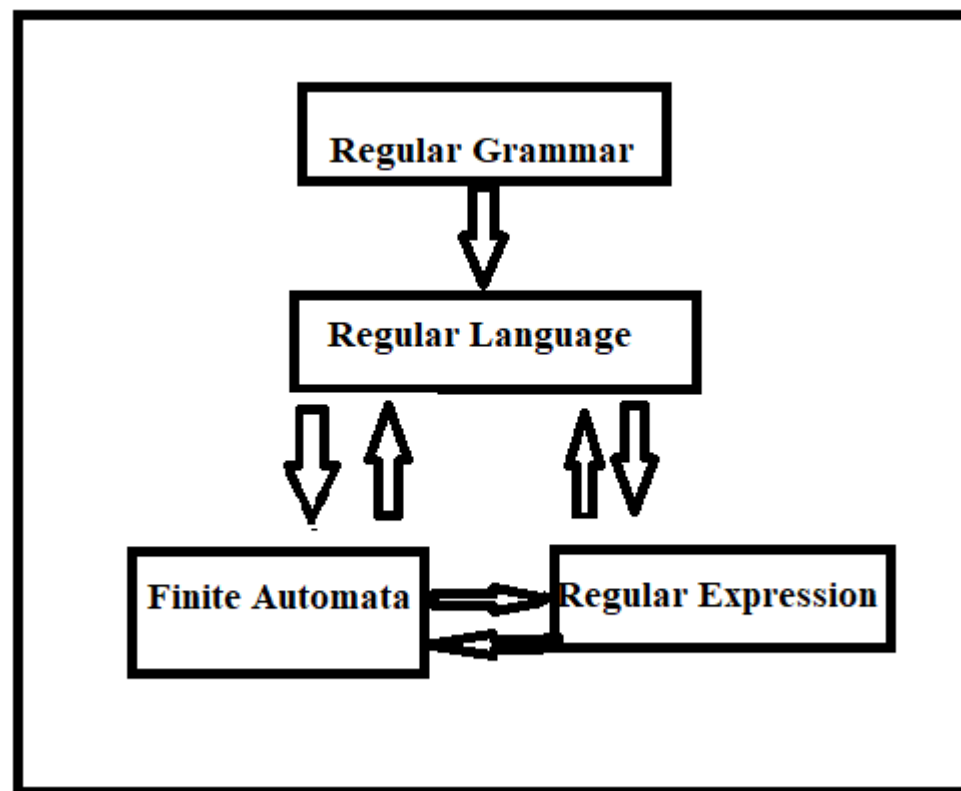 Regular Grammar
Regular Language
Finite Automata
Regular Expression